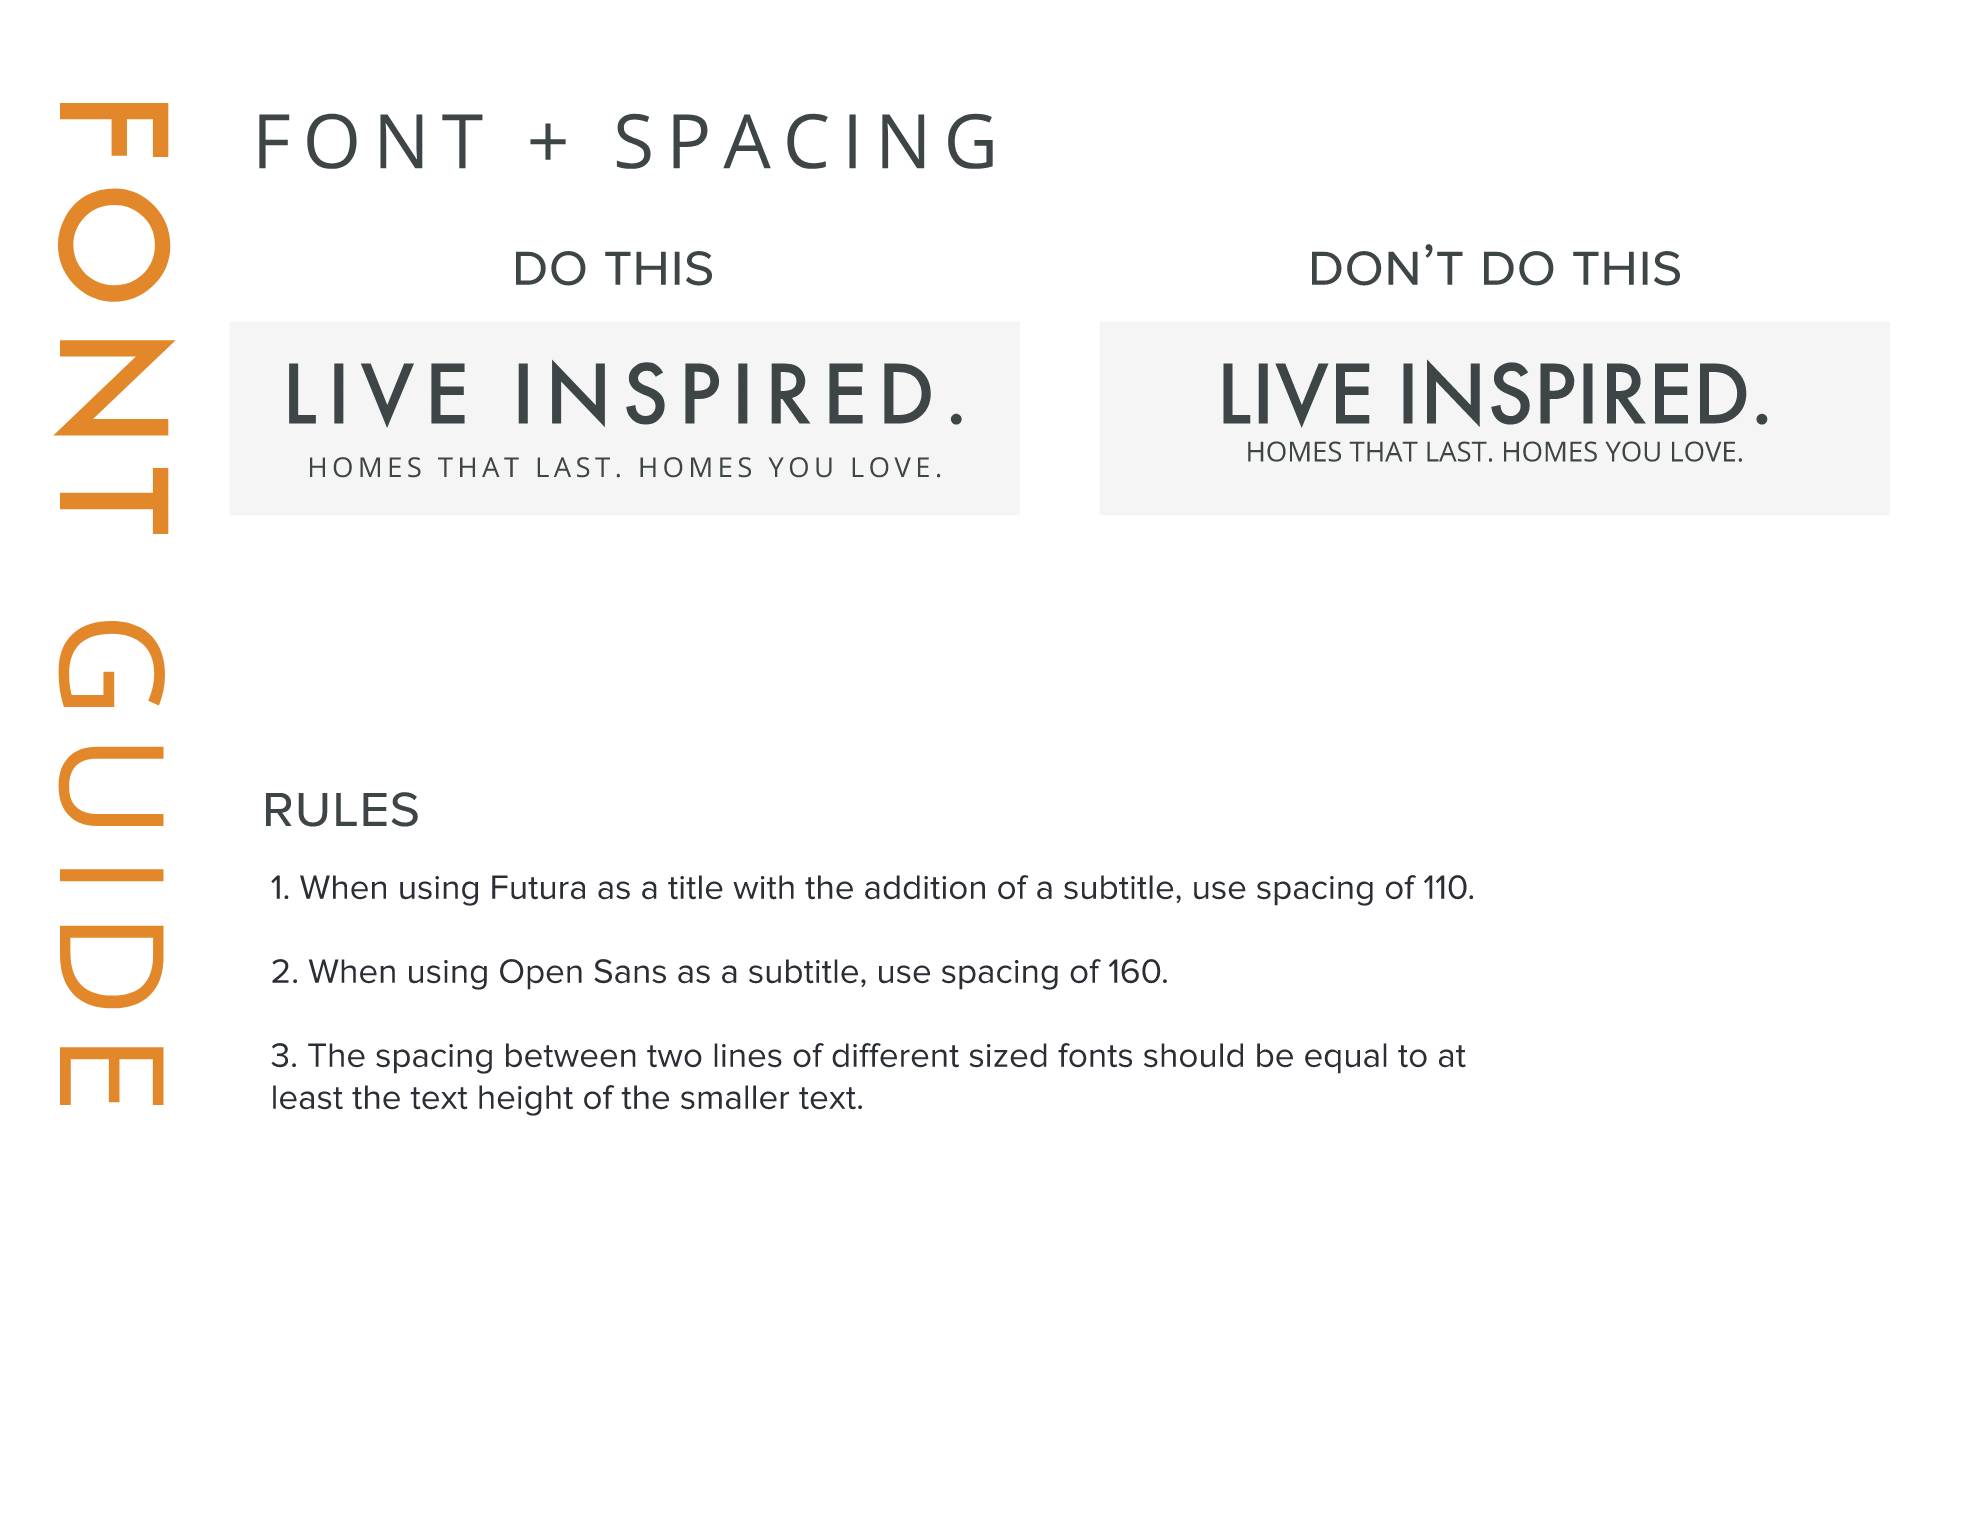 FONT GUIDE
FONT + SPACING
DO THIS
LIVE INSPIRED.
HOMES THAT LAST. HOMES YOU LOVE.
DON’T DO THIS
LIVE INSPIRED.
HOMES THAT LAST. HOMES YOU LOVE.
RULES
1. When using Futura as a title with the addition of a subtitle, use spacing of 110.
2. When using Open Sans as a subtitle, use spacing of 160.
3. The spacing between two lines of different sized fonts should be equal to at
least the text height of the smaller text.